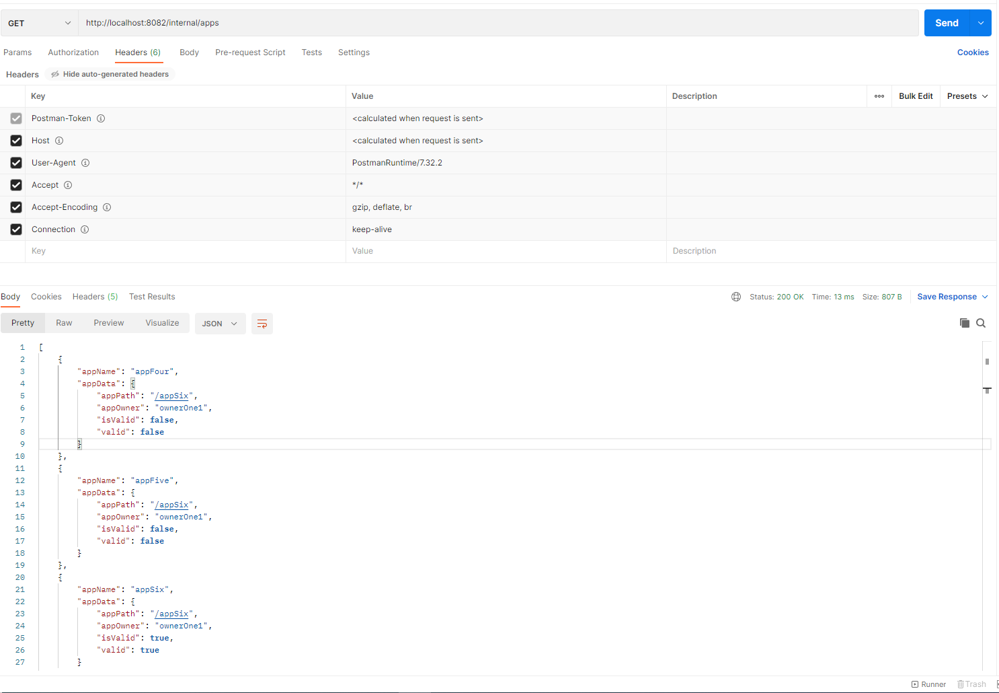 GET http://localhost:8082/internal/apps Send
Params Authorization Headers (6) Body Pre-request Script Tests Settings Cookies
Headers Hide auto-generated headers
Key Value Description ooo Bulk Edit Presets
Postman-Token <calculated when request is sent>
Host <calculated when request is sent>
User-Agent PostmanRuntime/7.32.2
Accept */*
Accept-Encoding gzip, deflate, br
Connection keep-alive
Key Value Description
Body Cookies Headers (5) Test Results Status: 200 OK Time: 13 ms Size: 807 B Save Response
Pretty Raw Preview Visualize JSON
1 [
2 {
3 "appName": "appFour",
4 "appData": {
5 "appPath": "/appSix",
6 "appOwner": "ownerOne1",
7 "isValid": false,
8 "valid": false
9 }
10 },
11 {
12 "appName": "appFive",
13 "appData": {
14 "appPath": "/appSix",
15 "appOwner": "ownerOne1",
16 "isValid": false,
17 "valid": false
18 }
19 },
20 {
21 "appName": "appSix",
22 "appData": {
23 "appPath": "/appSix",
24 "appOwner": "ownerOne1",
25 "isValid": true,
26 "valid": true
27 }
Runner Trash